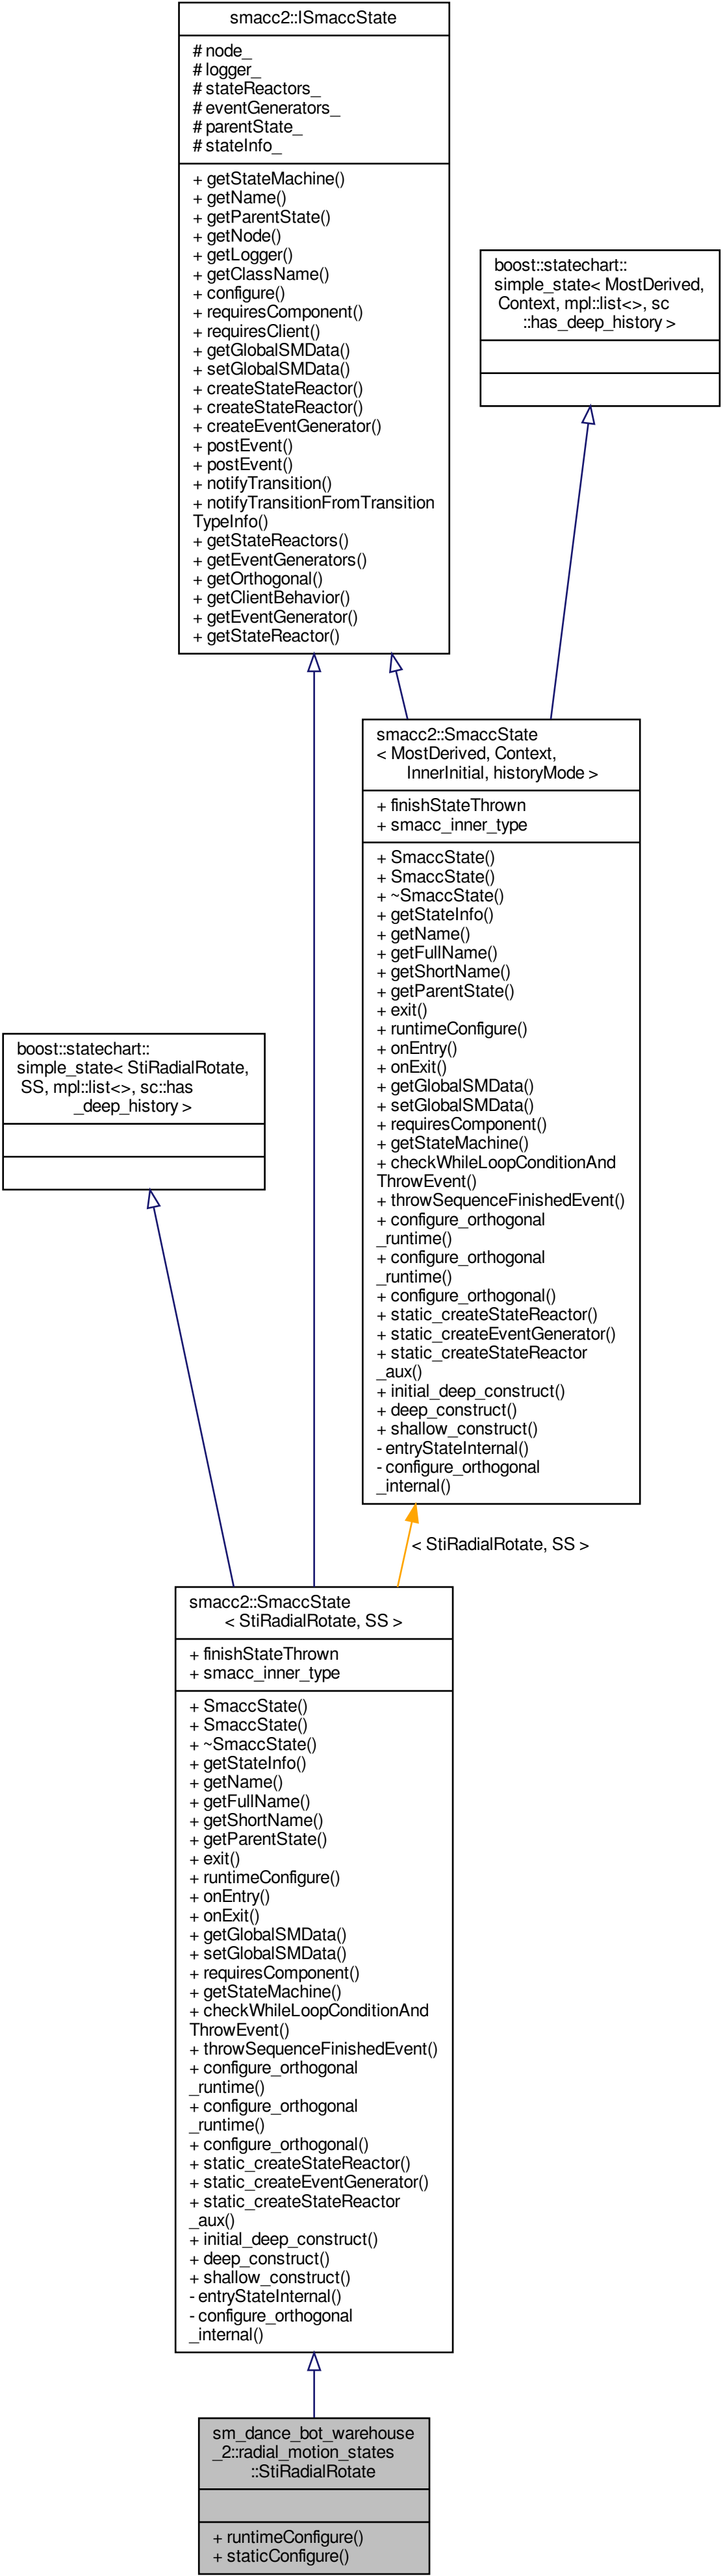 smacc2::ISmaccState
# node_
# logger_
# stateReactors_
# eventGenerators_
# parentState_
# stateInfo_
+ getStateMachine()
+ getName()
+ getParentState()
+ getNode()
+ getLogger()
+ getClassName()
+ configure()
+ requiresComponent()
+ requiresClient()
+ getGlobalSMData()
+ setGlobalSMData()
+ createStateReactor()
+ createStateReactor()
+ createEventGenerator()
+ postEvent()
+ postEvent()
+ notifyTransition()
+ notifyTransitionFromTransition
TypeInfo()
+ getStateReactors()
+ getEventGenerators()
+ getOrthogonal()
+ getClientBehavior()
+ getEventGenerator()
+ getStateReactor()
boost::statechart::
simple_state< MostDerived,
Context, mpl::list<>, sc
::has_deep_history >
smacc2::SmaccState
< MostDerived, Context,
InnerInitial, historyMode >
+ finishStateThrown
+ smacc_inner_type
+ SmaccState()
+ SmaccState()
+ ~SmaccState()
+ getStateInfo()
+ getName()
+ getFullName()
+ getShortName()
+ getParentState()
+ exit()
+ runtimeConfigure()
+ onEntry()
+ onExit()
+ getGlobalSMData()
+ setGlobalSMData()
+ requiresComponent()
+ getStateMachine()
+ checkWhileLoopConditionAnd
ThrowEvent()
+ throwSequenceFinishedEvent()
+ configure_orthogonal
_runtime()
+ configure_orthogonal
_runtime()
+ configure_orthogonal()
+ static_createStateReactor()
+ static_createEventGenerator()
+ static_createStateReactor
_aux()
+ initial_deep_construct()
+ deep_construct()
+ shallow_construct()
- entryStateInternal()
- configure_orthogonal
_internal()
boost::statechart::
simple_state< StiRadialRotate,
SS, mpl::list<>, sc::has
_deep_history >
< StiRadialRotate, SS >
smacc2::SmaccState
< StiRadialRotate, SS >
+ finishStateThrown
+ smacc_inner_type
+ SmaccState()
+ SmaccState()
+ ~SmaccState()
+ getStateInfo()
+ getName()
+ getFullName()
+ getShortName()
+ getParentState()
+ exit()
+ runtimeConfigure()
+ onEntry()
+ onExit()
+ getGlobalSMData()
+ setGlobalSMData()
+ requiresComponent()
+ getStateMachine()
+ checkWhileLoopConditionAnd
ThrowEvent()
+ throwSequenceFinishedEvent()
+ configure_orthogonal
_runtime()
+ configure_orthogonal
_runtime()
+ configure_orthogonal()
+ static_createStateReactor()
+ static_createEventGenerator()
+ static_createStateReactor
_aux()
+ initial_deep_construct()
+ deep_construct()
+ shallow_construct()
- entryStateInternal()
- configure_orthogonal
_internal()
sm_dance_bot_warehouse
_2::radial_motion_states
::StiRadialRotate
+ runtimeConfigure()
+ staticConfigure()